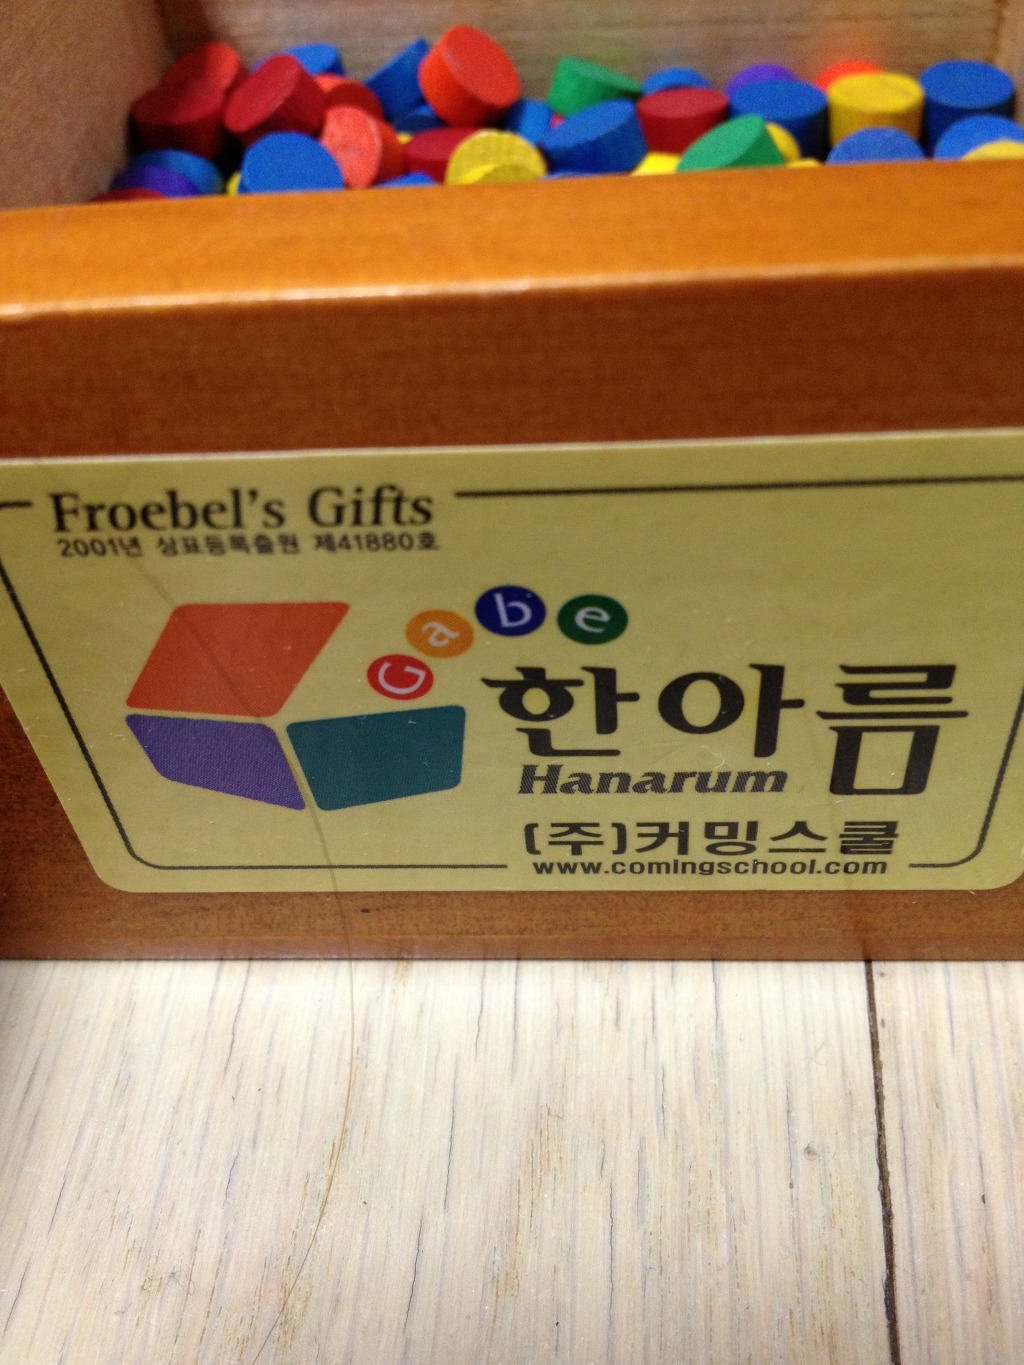 Froebel's Gifts
2001년 상표등록출원 제41880호
Gabe
한아름
Hanarum
(주)커밍스쿨
www.comingschool.com